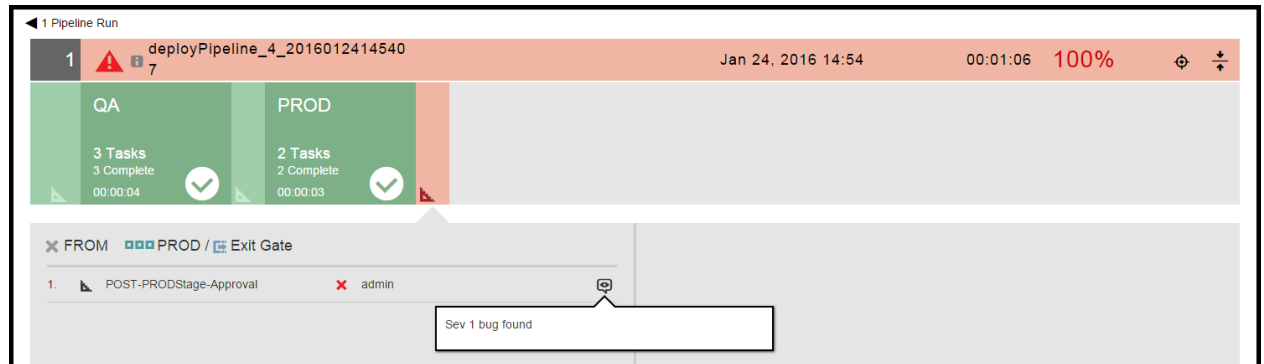 1 Pipeline Run
1 deployPipeline_4_2016012414540 Jan 24, 2016 14:54 00:01:06 100%
7
QA PROD
3 Tasks 2 Tasks
3 Complete 2 Complete
00:00:04 00:00:03
FROM PROD / Exit Gate
1. POST-PRODStage-Approval admin
Sev 1 bug found